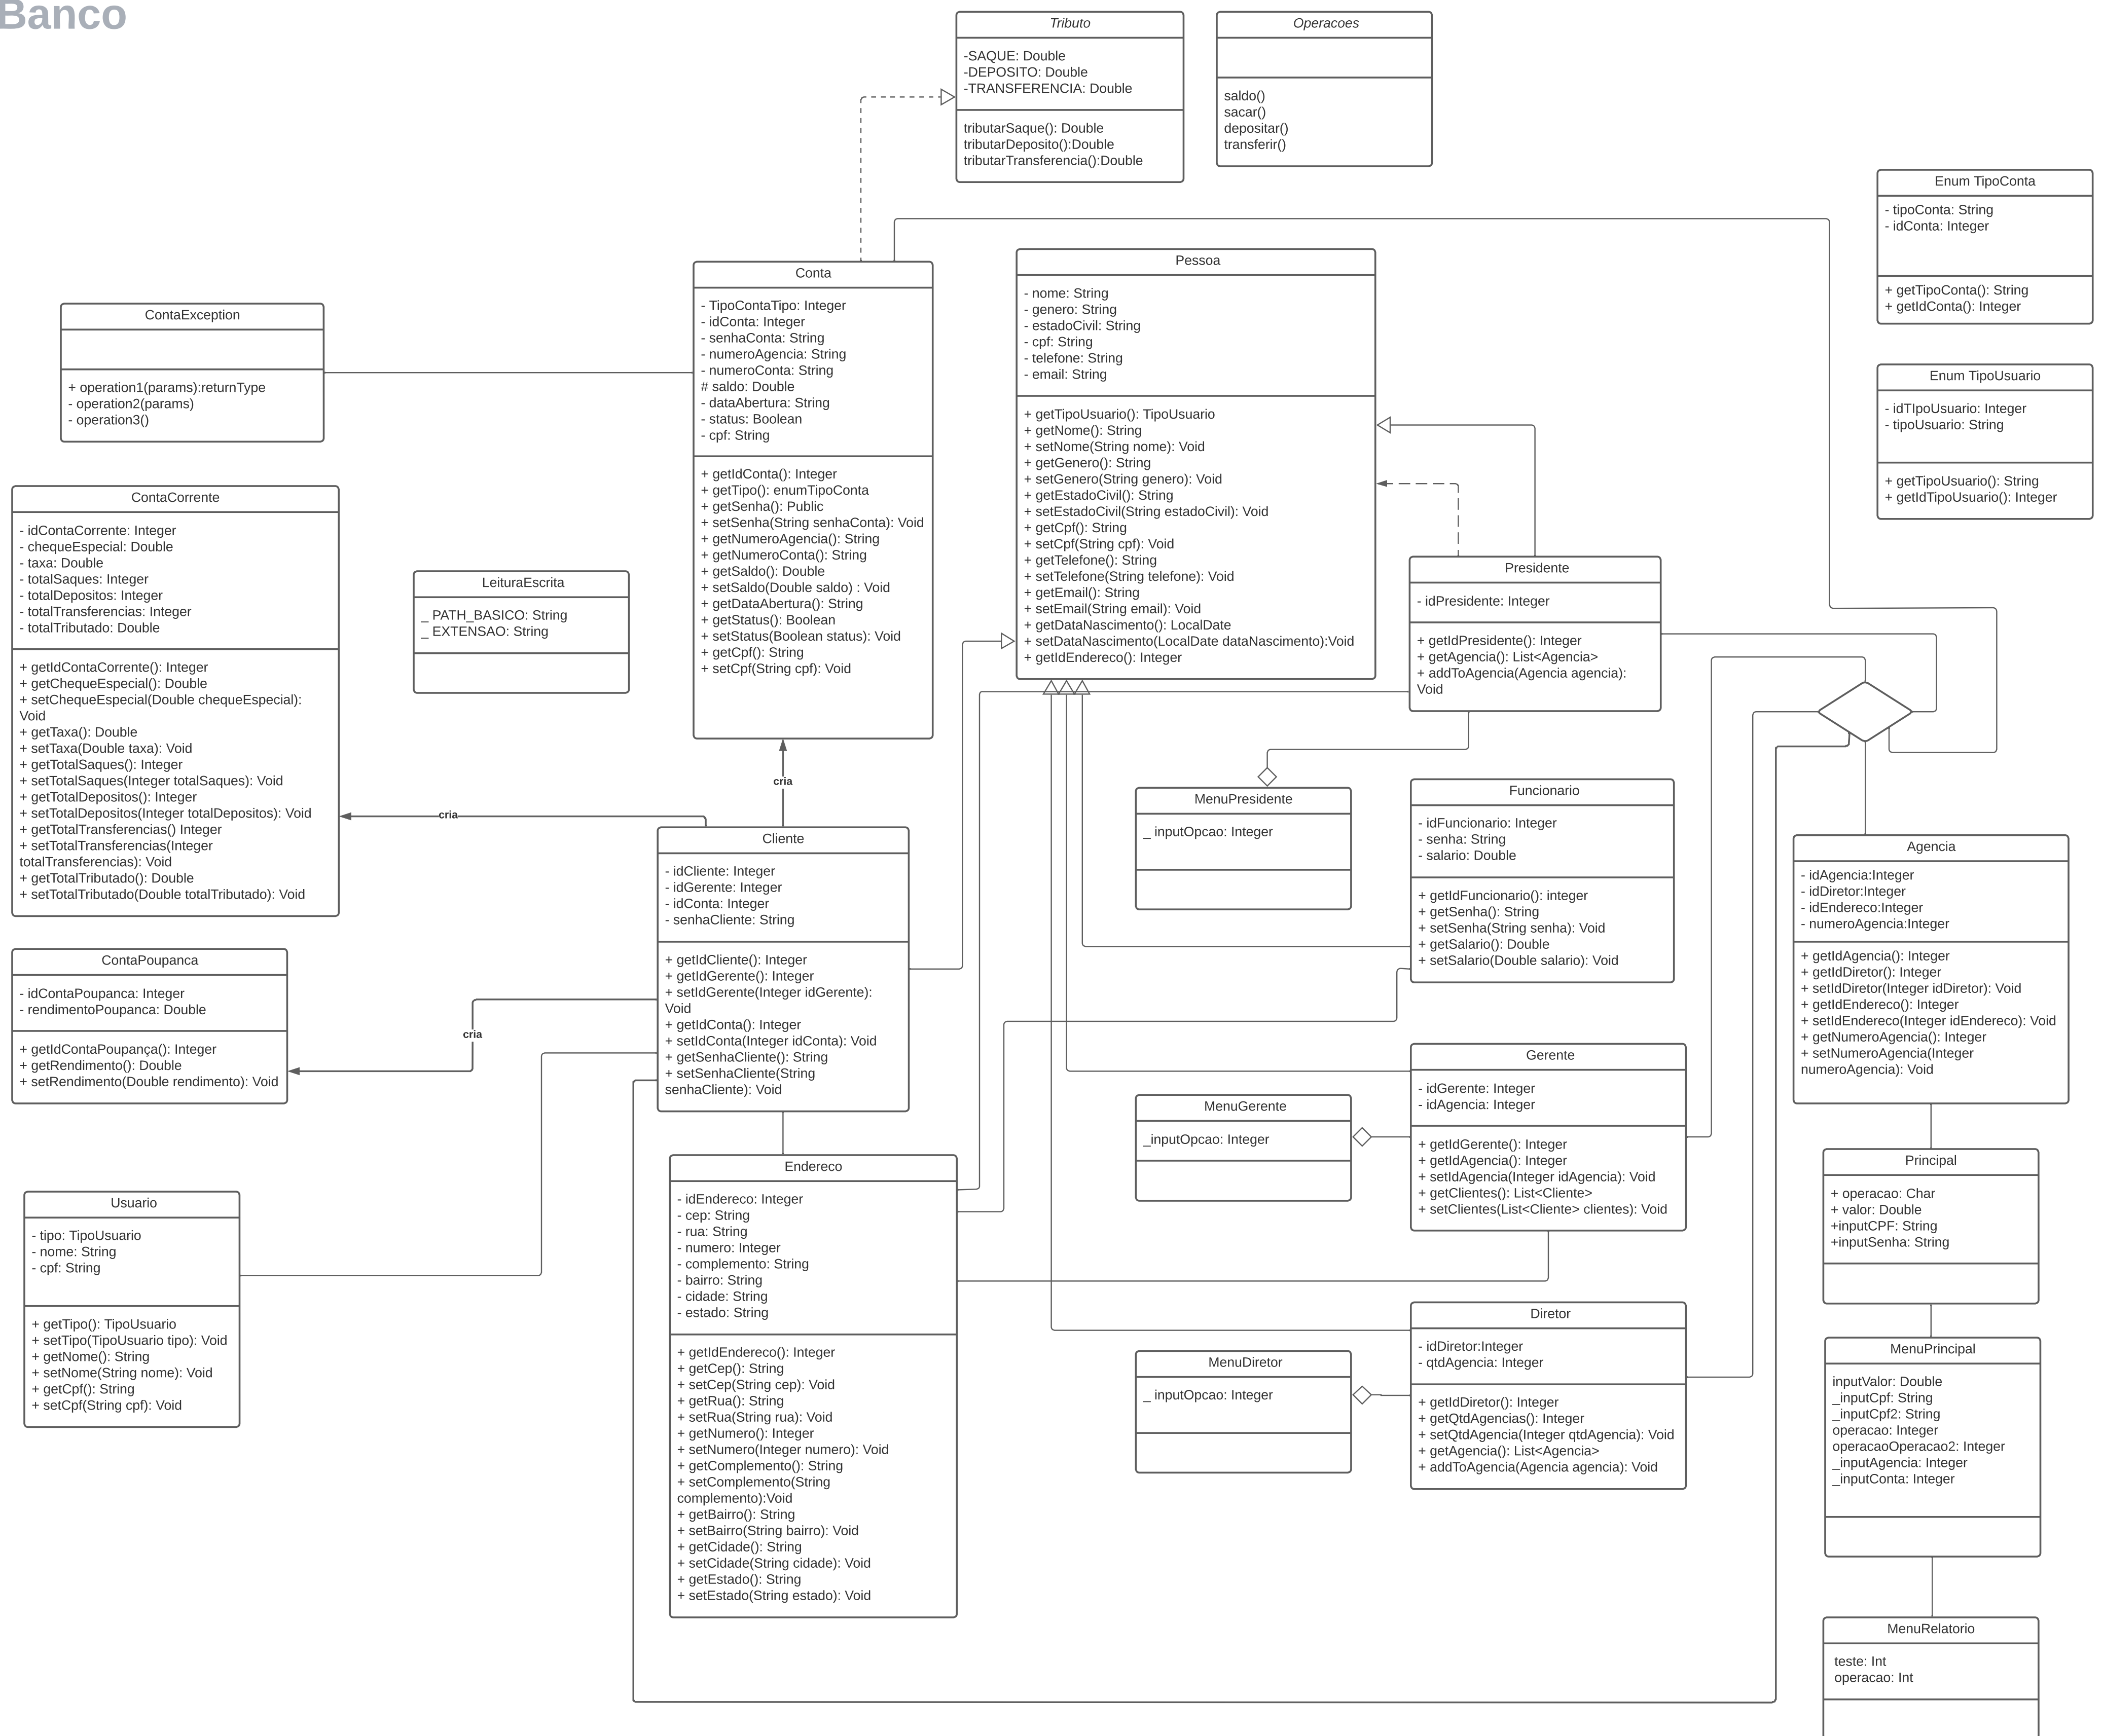 Banco
Tributo
-SAQUE: Double
-DEPOSITO: Double
-TRANSFERENCIA: Double
tributarSaque(): Double
tributarDeposito():Double
tributarTransferencia():Double
Operacoes
saldo()
sacar()
depositar()
transferir()
Enum TipoConta
- tipoConta: String
- idConta: Integer
+ getTipoConta(): String
+ getIdConta(): Integer
Enum TipoUsuario
- idTIpoUsuario: Integer
- tipoUsuario: String
+ getTipoUsuario(): String
+ getIdTipoUsuario(): Integer
ContaException
+ operation1(params):returnType
- operation2(params)
- operation3()
Conta
- TipoContaTipo: Integer
- idConta: Integer
- senhaConta: String
- numeroAgencia: String
- numeroConta: String
# saldo: Double
- dataAbertura: String
- status: Boolean
- cpf: String
+ getIdConta(): Integer
+ getTipo(): enumTipoConta
+ getSenha(): Public
+ setSenha(String senhaConta): Void
+ getNumeroAgencia(): String
+ getNumeroConta(): String
+ getSaldo(): Double
+ setSaldo(Double saldo) : Void
+ getDataAbertura(): String
+ getStatus(): Boolean
+ setStatus(Boolean status): Void
+ getCpf(): String
+ setCpf(String cpf): Void
Pessoa
- nome: String
- genero: String
- estadoCivil: String
- cpf: String
- telefone: String
- email: String
+ getTipoUsuario(): TipoUsuario
+ getNome(): String
+ setNome(String nome): Void
+ getGenero(): String
+ setGenero(String genero): Void
+ getEstadoCivil(): String
+ setEstadoCivil(String estadoCivil): Void
+ getCpf(): String
+ setCpf(String cpf): Void
+ getTelefone(): String
+ setTelefone(String telefone): Void
+ getEmail(): String
+ setEmail(String email): Void
+ getDataNascimento(): LocalDate
+ setDataNascimento(LocalDate dataNascimento):Void
+ getIdEndereco(): Integer
ContaCorrente
- idContaCorrente: Integer
- chequeEspecial: Double
- taxa: Double
- totalSaques: Integer
- totalDepositos: Integer
- totalTransferencias: Integer
- totalTributado: Double
+ getIdContaCorrente(): Integer
+ getChequeEspecial(): Double
+ setChequeEspecial(Double chequeEspecial):
Void
+ getTaxa(): Double
+ setTaxa(Double taxa): Void
+ getTotalSaques(): Integer
+ setTotalSaques(Integer totalSaques): Void
+ getTotalDepositos(): Integer
+ setTotalDepositos(Integer totalDepositos): Void
+ getTotalTransferencias() Integer
+ setTotalTransferencias(Integer
totalTransferencias): Void
+ getTotalTributado(): Double
+ setTotalTributado(Double totalTributado): Void
LeituraEscrita
_ PATH_BASICO: String
_ EXTENSAO: String
Presidente
- idPresidente: Integer
+ getIdPresidente(): Integer
+ getAgencia(): List<Agencia>
+ addToAgencia(Agencia agencia):
Void
cria
cria
cria
MenuPresidente
_ inputOpcao: Integer
Funcionario
- idFuncionario: Integer
- senha: String
- salario: Double
+ getIdFuncionario(): integer
+ getSenha(): String
+ setSenha(String senha): Void
+ getSalario(): Double
+ setSalario(Double salario): Void
Cliente
- idCliente: Integer
- idGerente: Integer
- idConta: Integer
- senhaCliente: String
+ getIdCliente(): Integer
+ getIdGerente(): Integer
+ setIdGerente(Integer idGerente):
Void
+ getIdConta(): Integer
+ setIdConta(Integer idConta): Void
+ getSenhaCliente(): String
+ setSenhaCliente(String
senhaCliente): Void
Agencia
- idAgencia:Integer
- idDiretor:Integer
- idEndereco:Integer
- numeroAgencia:Integer
+ getIdAgencia(): Integer
+ getIdDiretor(): Integer
+ setIdDiretor(Integer idDiretor): Void
+ getIdEndereco(): Integer
+ setIdEndereco(Integer idEndereco): Void
+ getNumeroAgencia(): Integer
+ setNumeroAgencia(Integer
numeroAgencia): Void
ContaPoupanca
- idContaPoupanca: Integer
- rendimentoPoupanca: Double
+ getIdContaPoupança(): Integer
+ getRendimento(): Double
+ setRendimento(Double rendimento): Void
MenuGerente
_inputOpcao: Integer
Gerente
- idGerente: Integer
- idAgencia: Integer
+ getIdGerente(): Integer
+ getIdAgencia(): Integer
+ setIdAgencia(Integer idAgencia): Void
+ getClientes(): List<Cliente>
+ setClientes(List<Cliente> clientes): Void
Usuario
- tipo: TipoUsuario
- nome: String
- cpf: String
+ getTipo(): TipoUsuario
+ setTipo(TipoUsuario tipo): Void
+ getNome(): String
+ setNome(String nome): Void
+ getCpf(): String
+ setCpf(String cpf): Void
Endereco
- idEndereco: Integer
- cep: String
- rua: String
- numero: Integer
- complemento: String
- bairro: String
- cidade: String
- estado: String
+ getIdEndereco(): Integer
+ getCep(): String
+ setCep(String cep): Void
+ getRua(): String
+ setRua(String rua): Void
+ getNumero(): Integer
+ setNumero(Integer numero): Void
+ getComplemento(): String
+ setComplemento(String
complemento):Void
+ getBairro(): String
+ setBairro(String bairro): Void
+ getCidade(): String
+ setCidade(String cidade): Void
+ getEstado(): String
+ setEstado(String estado): Void
Principal
+ operacao: Char
+ valor: Double
+inputCPF: String
+inputSenha: String
MenuDiretor
_ inputOpcao: Integer
Diretor
- idDiretor:Integer
- qtdAgencia: Integer
+ getIdDiretor(): Integer
+ getQtdAgencias(): Integer
+ setQtdAgencia(Integer qtdAgencia): Void
+ getAgencia(): List<Agencia>
+ addToAgencia(Agencia agencia): Void
MenuPrincipal
inputValor: Double
_inputCpf: String
_inputCpf2: String
operacao: Integer
operacaoOperacao2: Integer
_inputAgencia: Integer
_inputConta: Integer
MenuRelatorio
teste: Int
operacao: Int